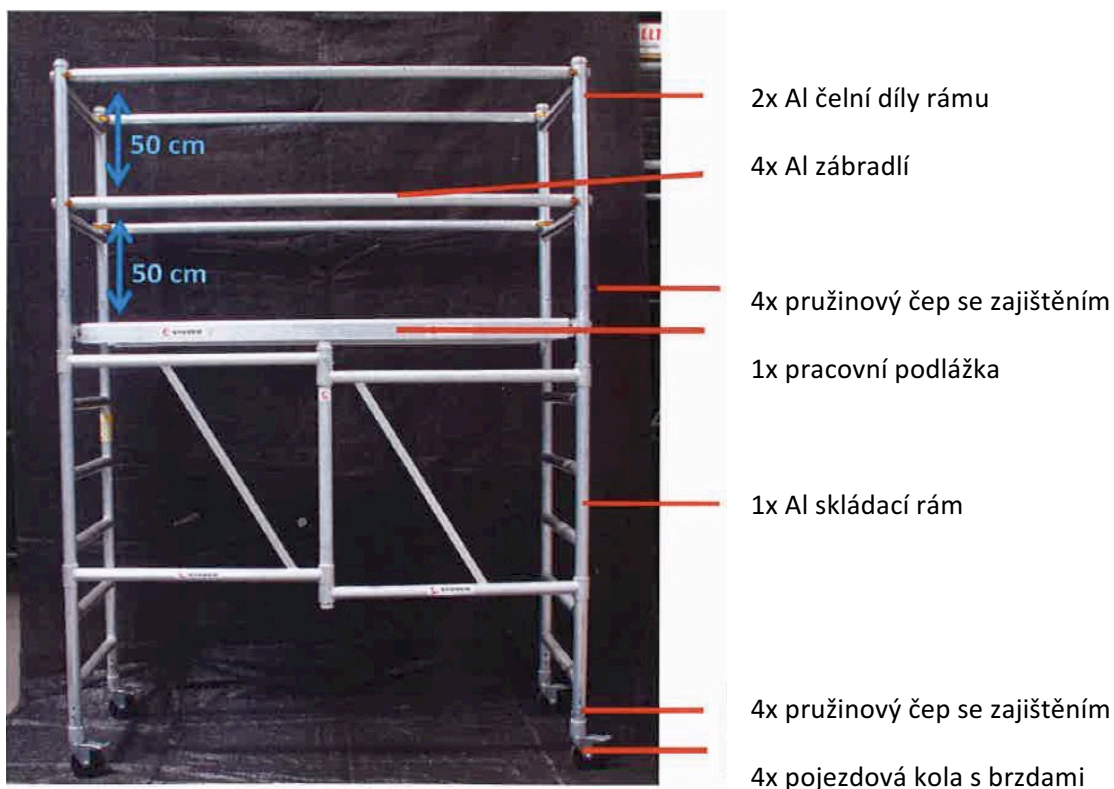 2x Al čelní díly rámu
50 cm
4x Al zábradlí
50 cm
4x pružinový čep se zajištěním
1x pracovní podlážka
1x Al skládací rám
4x pružinový čep se zajištěním
4x pojezdová kola s brzdami